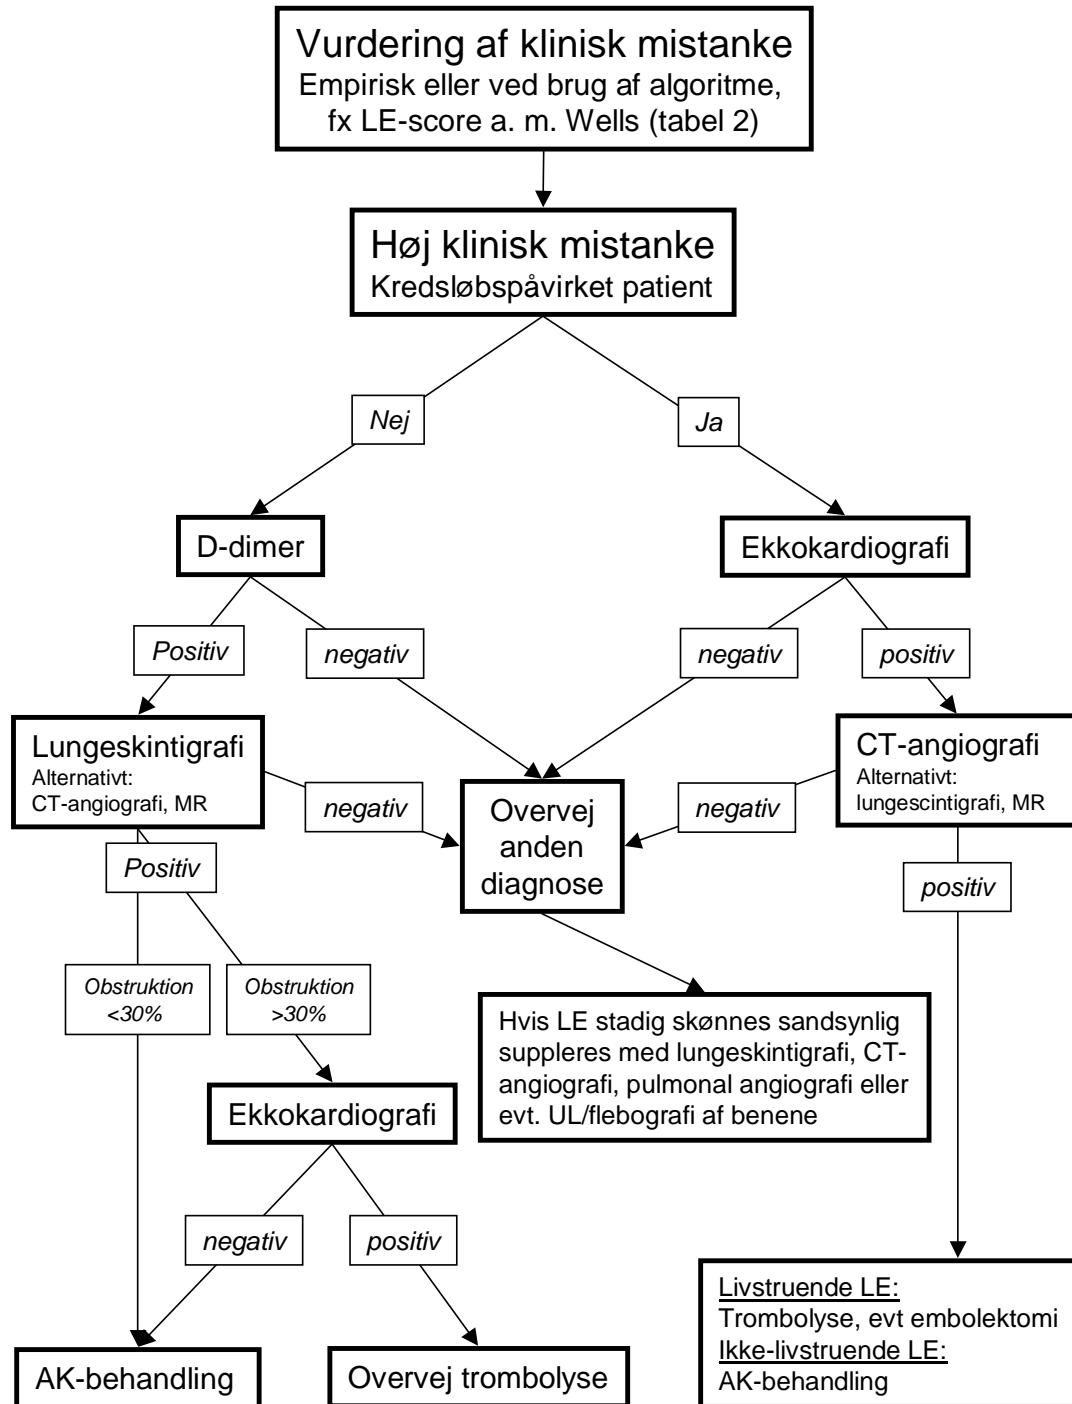 Vurdering af klinisk mistanke
Empirisk eller ved brug af algoritme,
fx LE-score a. m. Wells (tabel 2)
Høj klinisk mistanke
Kredsløbspåvirket patient
Nej
Ja
D-dimer
Ekkokardiografi
Positiv
negativ
negativ
positiv
Lungeskintigrafi
Alternativt:
CT-angiografi, MR
negativ
Overvej
anden
diagnose
negativ
CT-angiografi
Alternativt:
lungescintigrafi, MR
Positiv
positiv
Obstruktion
<30%
Obstruktion
>30%
Hvis LE stadig skønnes sandsynlig
suppleres med lungeskintigrafi, CT-
angiografi, pulmonal angiografi eller
evt. UL/flebografi af benene
Ekkokardiografi
negativ
positiv
AK-behandling
Overvej trombolyse
Livstruende LE:
Trombolyse, evt embolektomi
Ikke-livstruende LE:
AK-behandling